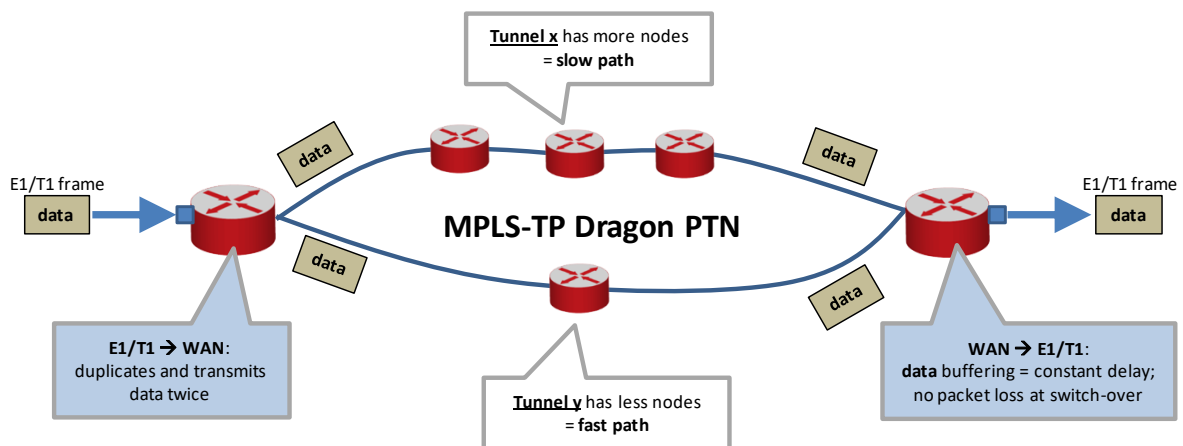 Tunnel x has more nodes
= slow path
data
data
E1/T1 frame
data
E1/T1 frame
data
MPLS-TP Dragon PTN
data
data
E1/T1 → WAN:
duplicates and transmits
data twice
WAN → E1/T1:
data buffering = constant delay;
no packet loss at switch-over
Tunnel y has less nodes
= fast path